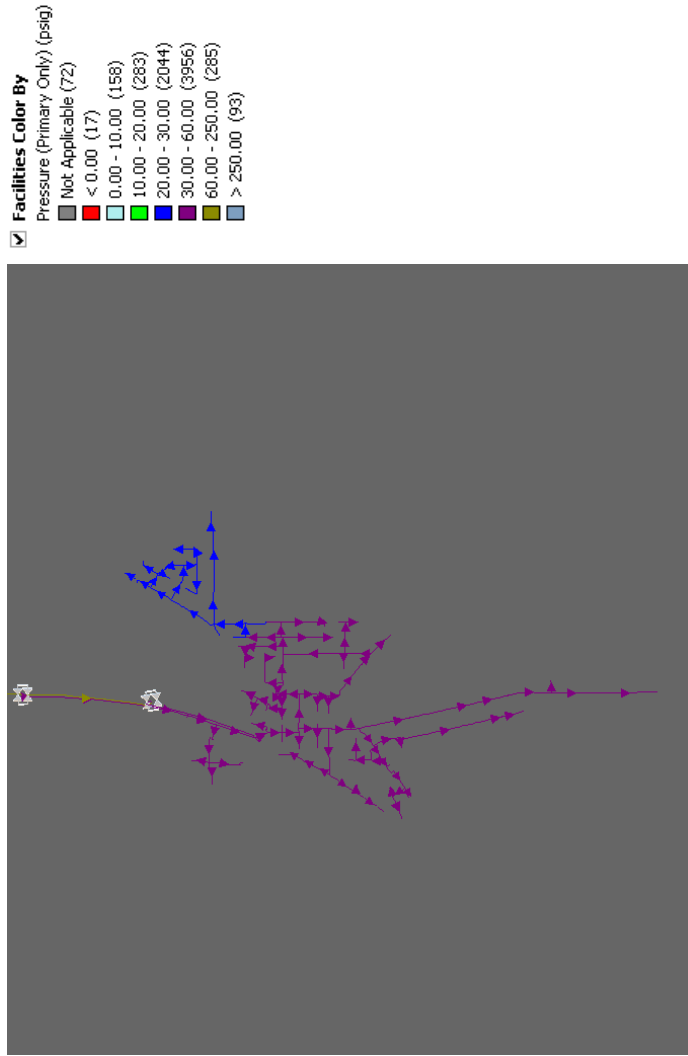 Facilities Color By
Pressure (Primary Only) (psig)
Not Applicable (72)
< 0.00 (17)
0.00 - 10.00 (158)
10.00 - 20.00 (283)
20.00 - 30.00 (2044)
30.00 - 60.00 (3956)
60.00 - 250.00 (285)
> 250.00 (93)